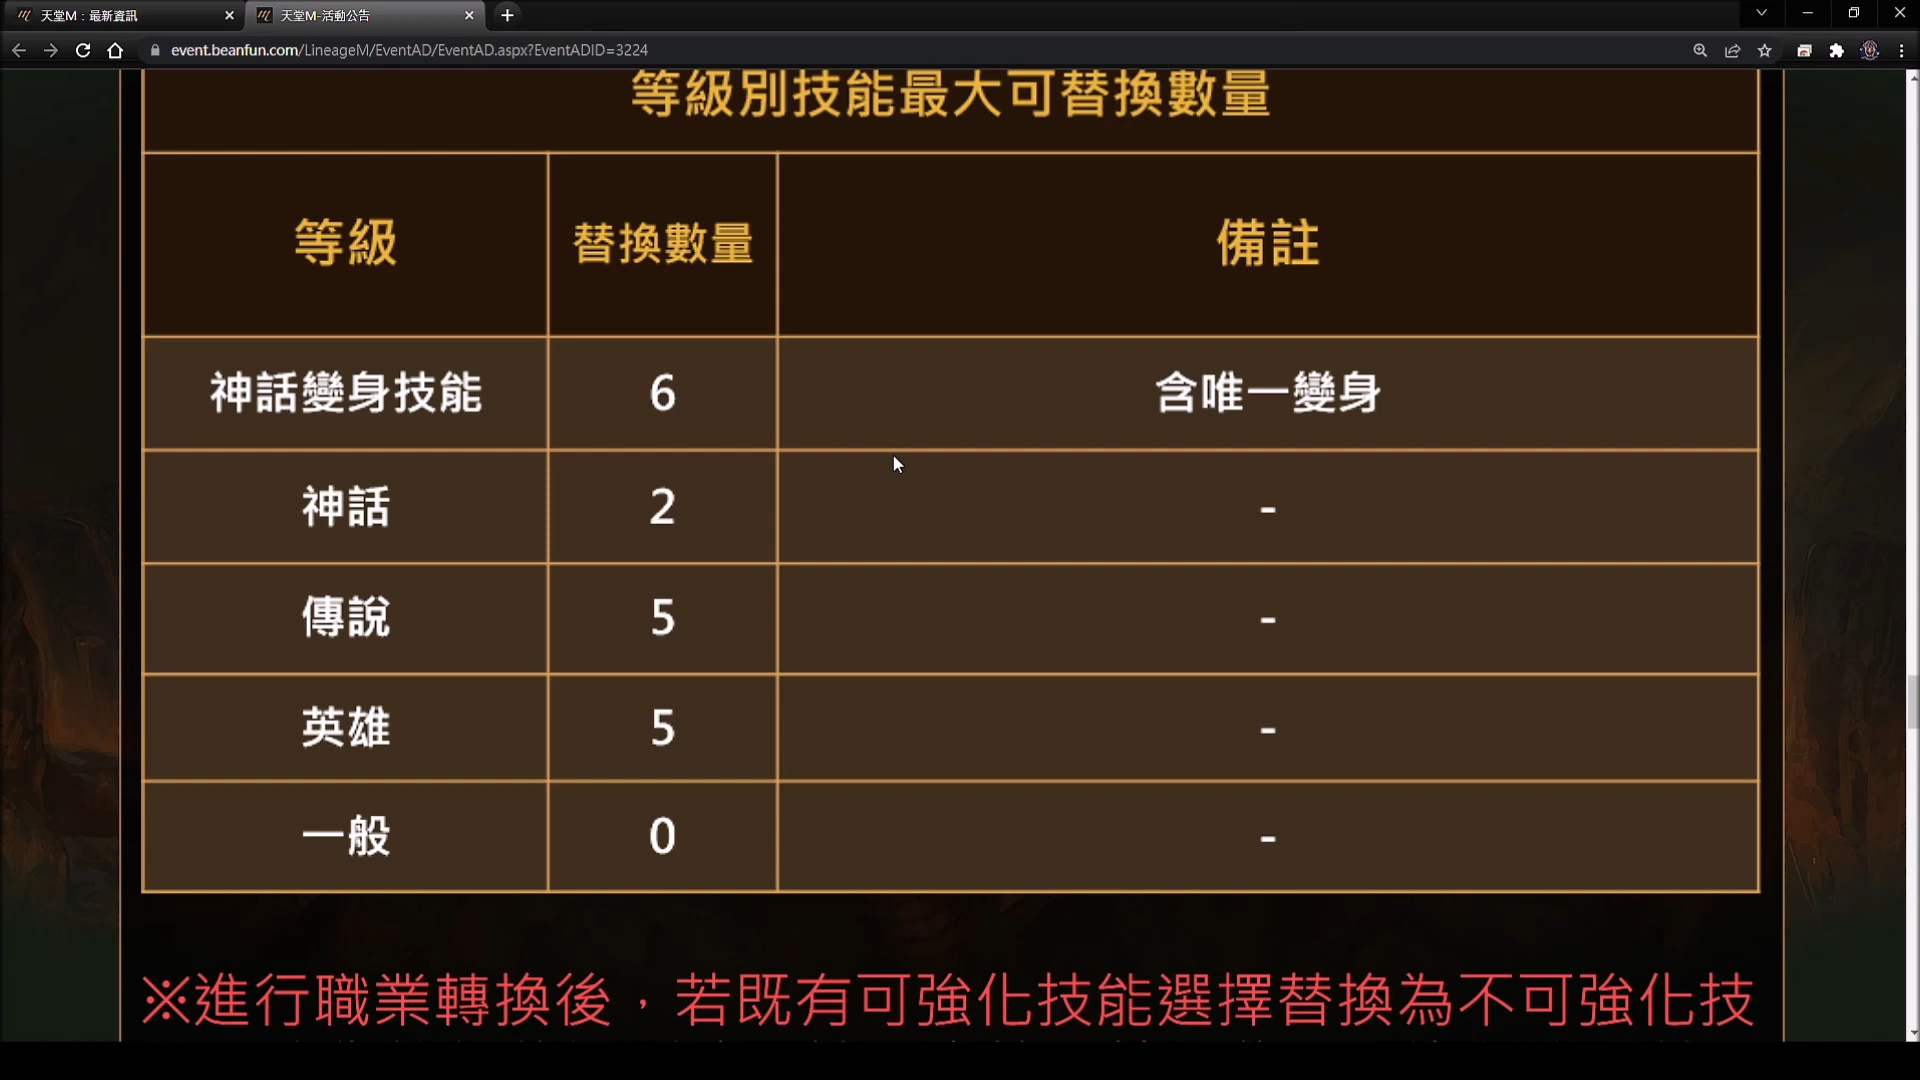 天堂M：最新資訊
天堂M-活動公告
event.beanfun.com/LineageM/EventAD/EventAD.aspx?EventADID=3224
等級別技能最大可替換數量
等級 替換數量 備註
神話變身技能 6 含唯一變身
神話 2 -
傳說 5 -
英雄 5 -
一般 0 -
※進行職業轉換後，若既有可強化技能選擇替換為不可強化技